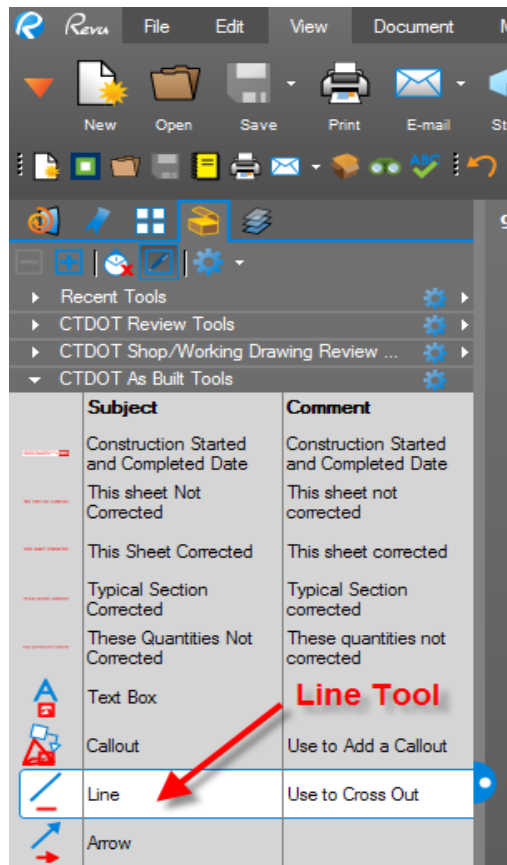 Revu File Edit View Document M
New Open Save Print E-mail St
ABC
Recent Tools
CTDOT Review Tools
CTDOT Shop/Working Drawing Review ...
CTDOT As Built Tools
Subject Comment
Construction Started Construction Started
and Completed Date and Completed Date
This sheet Not This sheet not
Corrected corrected
This Sheet Corrected This sheet corrected
Typical Section Typical Section
Corrected corrected
These Quantities Not These quantities not
Corrected corrected
Text Box Line Tool
Callout Use to Add a Callout
Line Use to Cross Out
Arrow